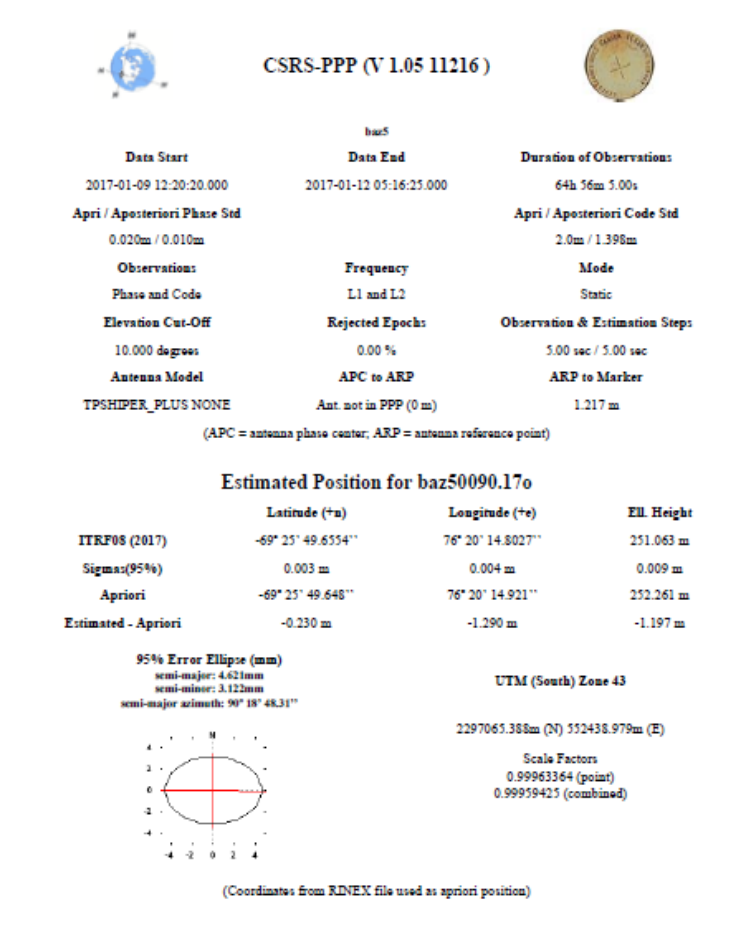 CSRS-PPP (V 1.05 11216 )
baz5
Data Start Data End Duration of Observations
2017-01-09 12:20:20.000 2017-01-12 05:16:25.000 64h 56m 5.00s
Apri / Aposteriori Phase Std Apri / Aposteriori Code Std
0.020m / 0.010m 2.0m / 1.398m
Observations Frequency Mode
Phase and Code L1 and L2 Static
Elevation Cut-Off Rejected Epochs Observation & Estimation Steps
10.000 degrees 0.00 % 5.00 sec / 5.00 sec
Antenna Model APC to ARP ARP to Marker
TPSHIPER_PLUS NONE Ant. not in PPP (0 m) 1.217 m
(APC = antenna phase center; ARP = antenna reference point)
Estimated Position for baz50090.17o
Latitude (+n) Longitude (+e) Ell. Height
ITRF08 (2017) -69° 25' 49.6554'' 76° 20' 14.8027'' 251.063 m
Sigmas(95%) 0.003 m 0.004 m 0.009 m
Apriori -69° 25' 49.648'' 76° 20' 14.921'' 252.261 m
Estimated - Apriori -0.230 m -1.290 m -1.197 m
95% Error Ellipse (mm)
semi-major: 4.621mm
semi-minor: 3.122mm
semi-major azimuth: 90° 18' 48.31''
UTM (South) Zone 43
2297065.388m (N) 552438.979m (E)
Scale Factors
0.99963364 (point)
0.99959425 (combined)
N
4
2
0
-2
-4
-4 -2 0 2 4
(Coordinates from RINEX file used as apriori position)